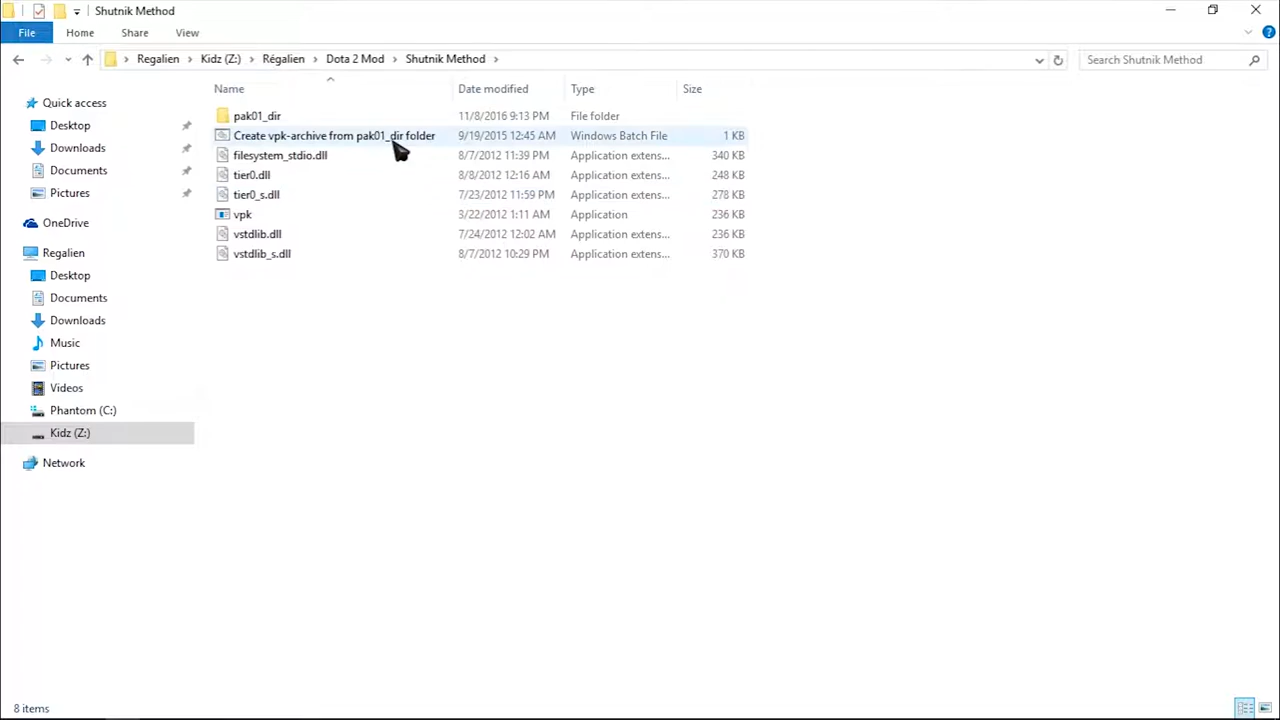 Shutnik Method
File Home Share View
Regalien Kidz (Z:) Régalien Dota 2 Mod Shutnik Method Search Shutnik Method
Name Date modified Type Size
Quick access
Desktop
Downloads
Documents
Pictures
OneDrive
Regalien
Desktop
Documents
Downloads
Music
Pictures
Videos
Phantom (C:)
Kidz (Z:)
Network
pak01_dir 11/8/2016 9:13 PM File folder
Create vpk-archive from pak01_dir folder 9/19/2015 12:45 AM Windows Batch File 1 KB
filesystem_stdio.dll 8/7/2012 11:39 PM Application extens... 340 KB
tier0.dll 8/8/2012 12:16 AM Application extens... 248 KB
tier0_s.dll 7/23/2012 11:59 PM Application extens... 278 KB
vpk 3/22/2012 1:11 AM Application 236 KB
vstdlib.dll 7/24/2012 12:02 AM Application extens... 236 KB
vstdlib_s.dll 8/7/2012 10:29 PM Application extens... 370 KB
8 items